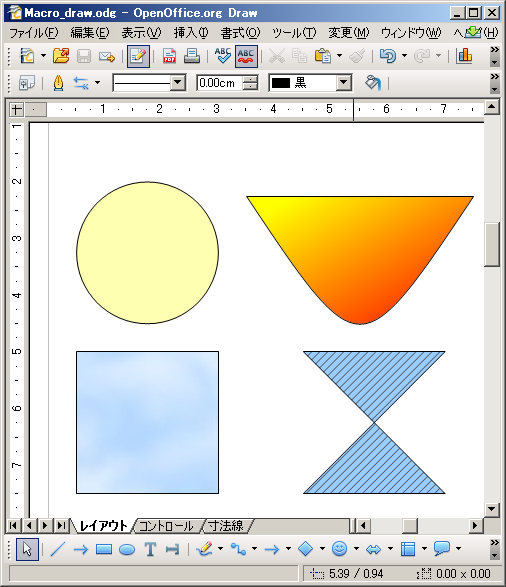 Macro_draw.odg - OpenOffice.org Draw
ファイル(F) 編集(E) 表示(V) 挿入(I) 書式(O) ツール(T) 変更(M) ウィンドウ(W) ヘ (H)
ABC ABC
0.00cm 黒
1 2 3 4 5 6 7
1
2
3
4
5
6
7
レイアウト コントロール 寸法線
T
5.39 / 0.94 0.00 x 0.00